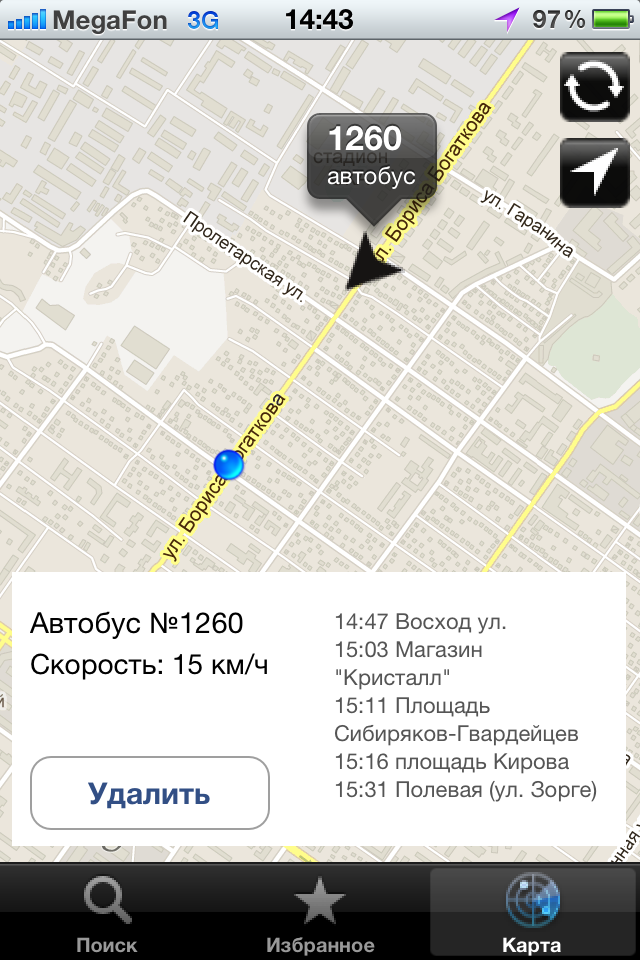 MegaFon 3G 14:43 97%
1260
стадион
автобус
ул. Бориса Богаткова
ул. Гаранина
Пролетарская ул.
ул. Бориса Богаткова
Автобус №1260
Скорость: 15 км/ч
Удалить
14:47 Восход ул.
15:03 Магазин
"Кристалл"
15:11 Площадь
Сибиряков-Гвардейцев
15:16 площадь Кирова
15:31 Полевая (ул. Зорге)
Поиск
Избранное
Карта